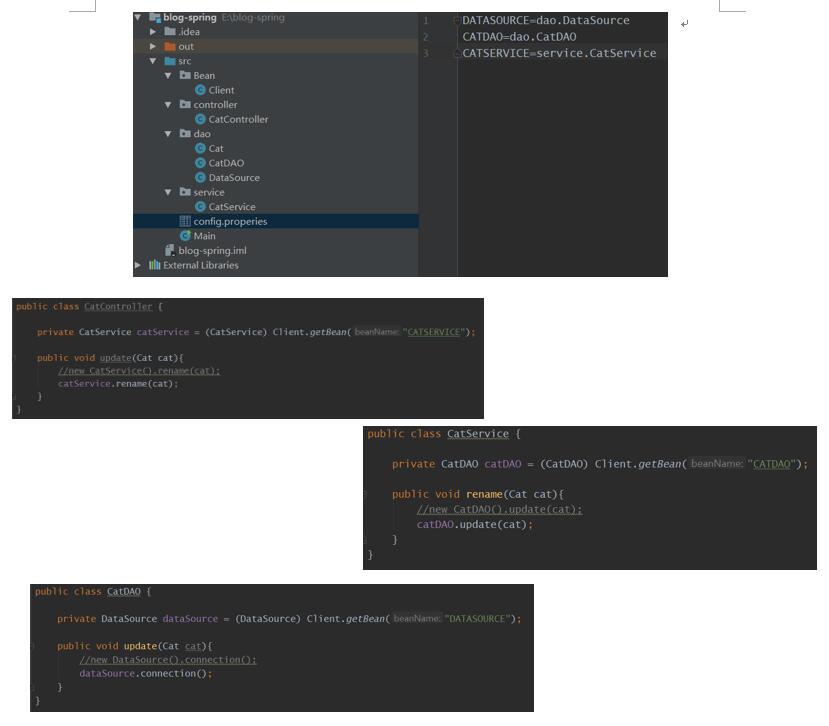 blog-spring E:\blog-spring
.idea
out
src
Bean
Client
controller
CatController
dao
Cat
CatDAO
DataSource
service
CatService
config.properies
Main
blog-spring.iml
External Libraries
1 DATASOURCE=dao.DataSource
2 CATDAO=dao.CatDAO
3 CATSERVICE=service.CatService
public class CatController {
private CatService catService = (CatService) Client.getBean( beanName: "CATSERVICE");
public void update(Cat cat){
//new CatService().rename(cat);
catService.rename(cat);
}
}
public class CatService {
private CatDAO catDAO = (CatDAO) Client.getBean( beanName: "CATDAO");
public void rename(Cat cat){
//new CatDAO().update(cat);
catDAO.update(cat);
}
}
public class CatDAO {
private DataSource dataSource = (DataSource) Client.getBean( beanName: "DATASOURCE");
public void update(Cat cat){
//new DataSource().connection();
dataSource.connection();
}
}